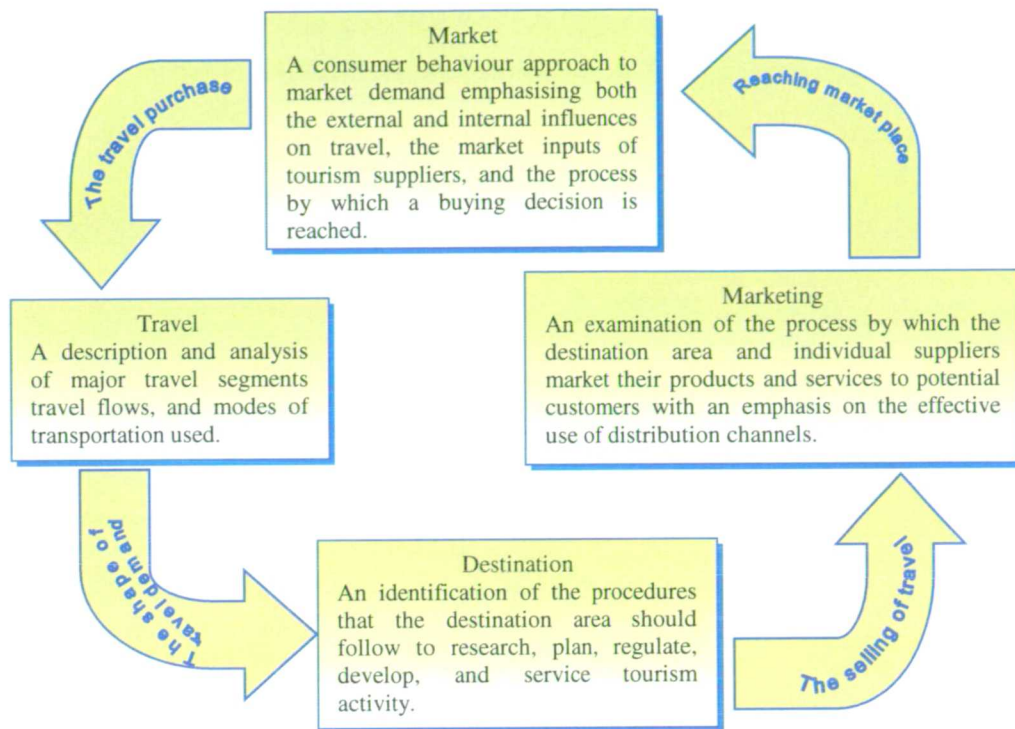 Market
A consumer behaviour approach to
market demand emphasising both
the external and internal influences
on travel, the market inputs of
tourism suppliers, and the process
by which a buying decision is
reached.
The travel purchase
Travel
A description and analysis
of major travel segments
travel flows, and modes of
transportation used.
The shape of
travel demand
Destination
An identification of the procedures
that the destination area should
follow to research, plan, regulate,
develop, and service tourism
activity.
The selling of travel
Marketing
An examination of the process by which the
destination area and individual suppliers
market their products and services to potential
customers with an emphasis on the effective
use of distribution channels.
Reaching market place